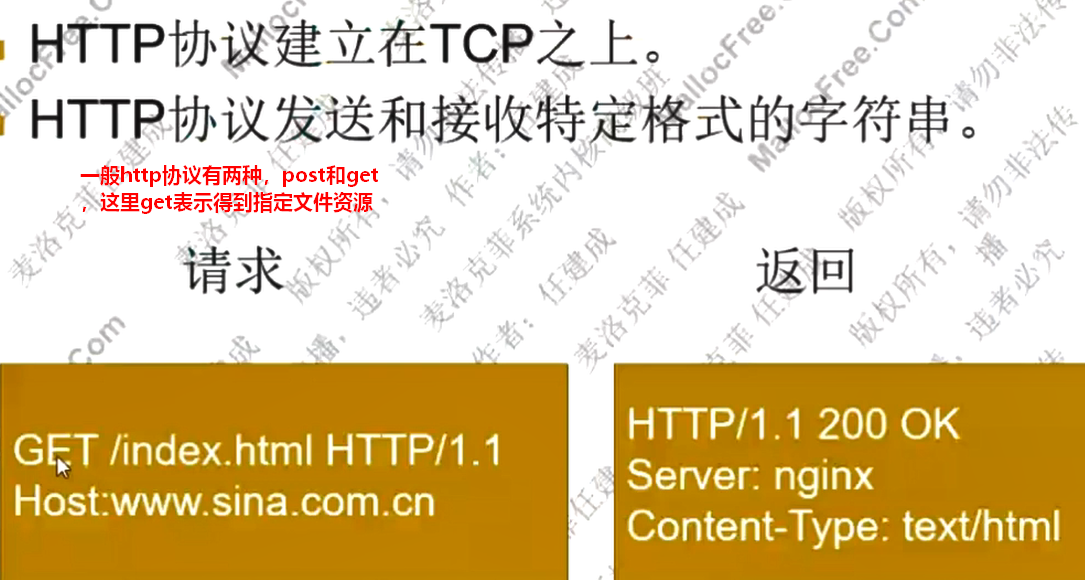 HTTP协议建立在TCP之上。
HTTP协议发送和接收特定格式的字符串。
一般http协议有两种，post和get
，这里get表示得到指定文件资源
请求
返回
GET /index.html HTTP/1.1
Host:www.sina.com.cn
HTTP/1.1 200 OK
Server: nginx
Content-Type: text/html